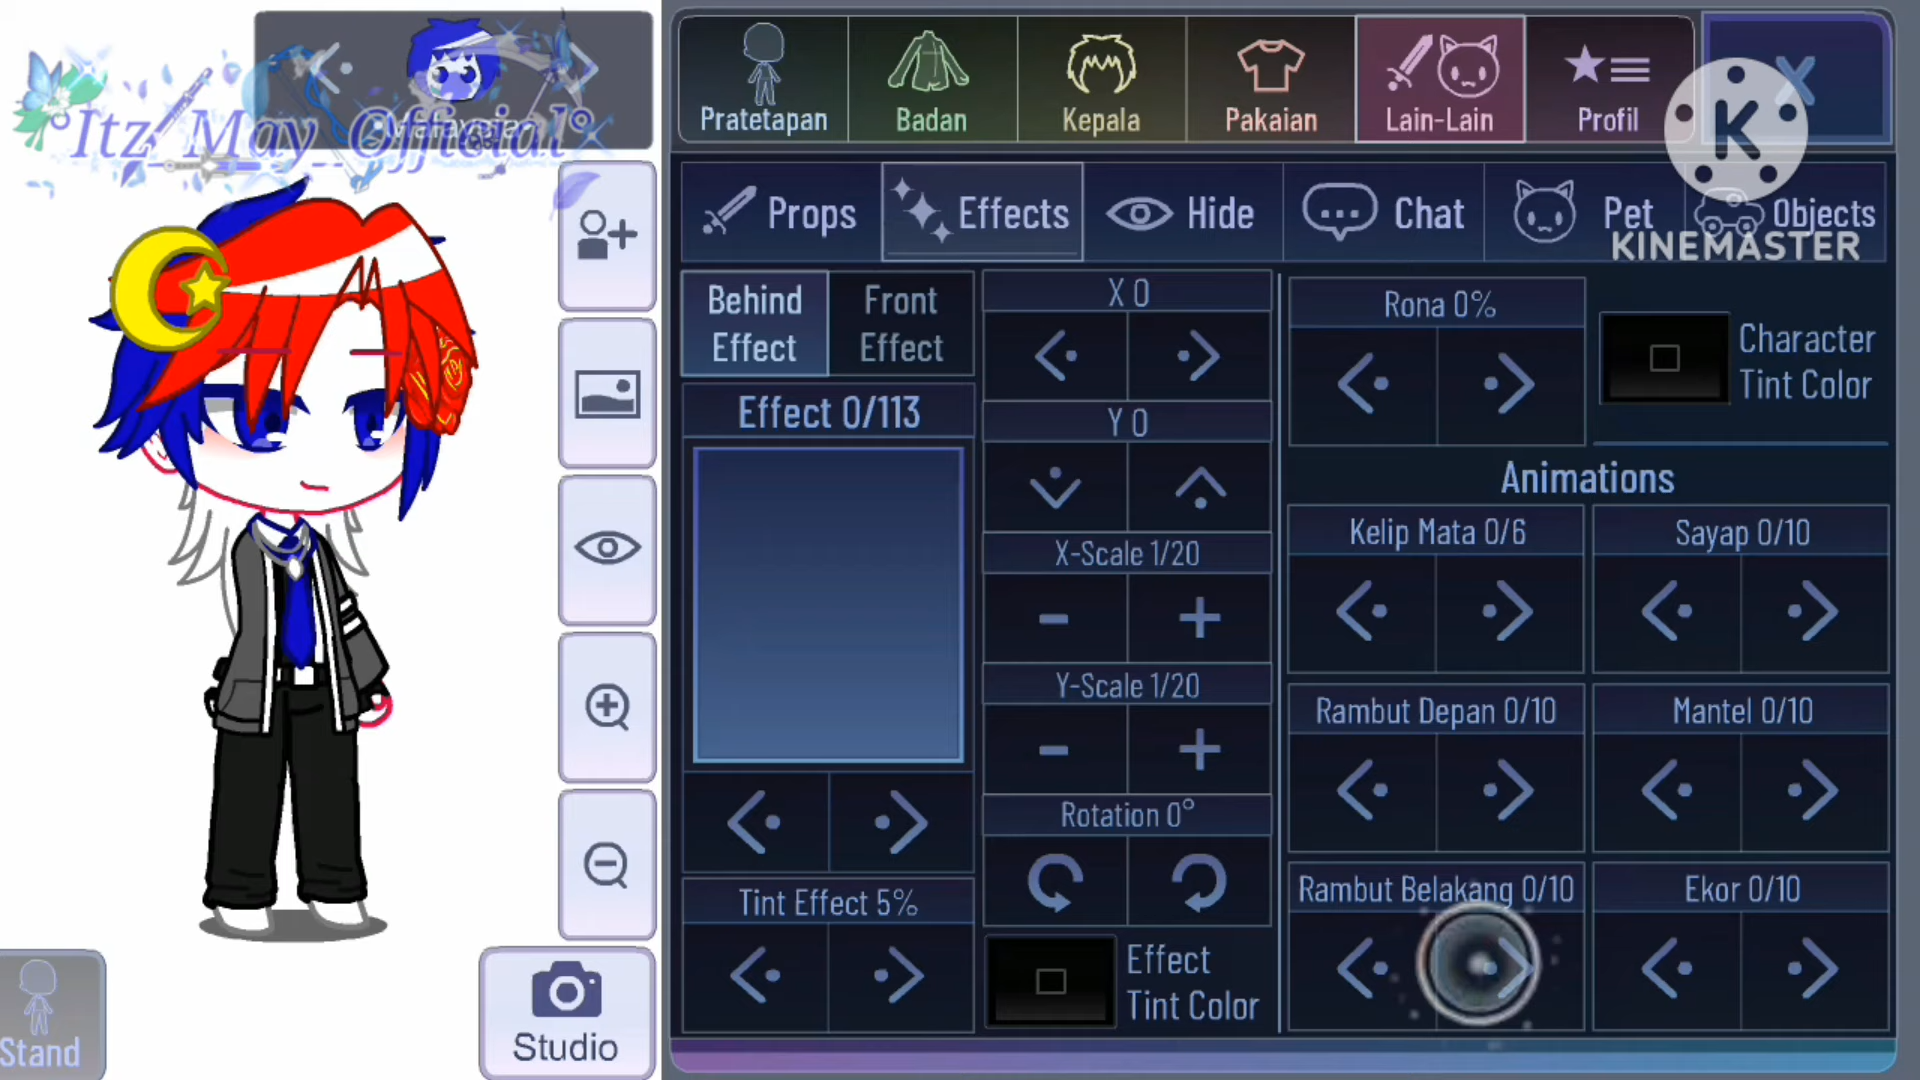 °Itz_May_Official°
Pratetapan
Badan
Kepala
Pakaian
Lain-Lain
Profil
X
K
KINEMASTER
Props
Effects
Hide
Chat
Pet
Objects
Behind
Effect
Front
Effect
Effect 0/113
Tint Effect 5%
X 0
Y 0
X-Scale 1/20
Y-Scale 1/20
Rotation 0°
Effect
Tint Color
Rona 0%
Character
Tint Color
Animations
Kelip Mata 0/6
Sayap 0/10
Rambut Depan 0/10
Mantel 0/10
Rambut Belakang 0/10
Ekor 0/10
Stand
Studio